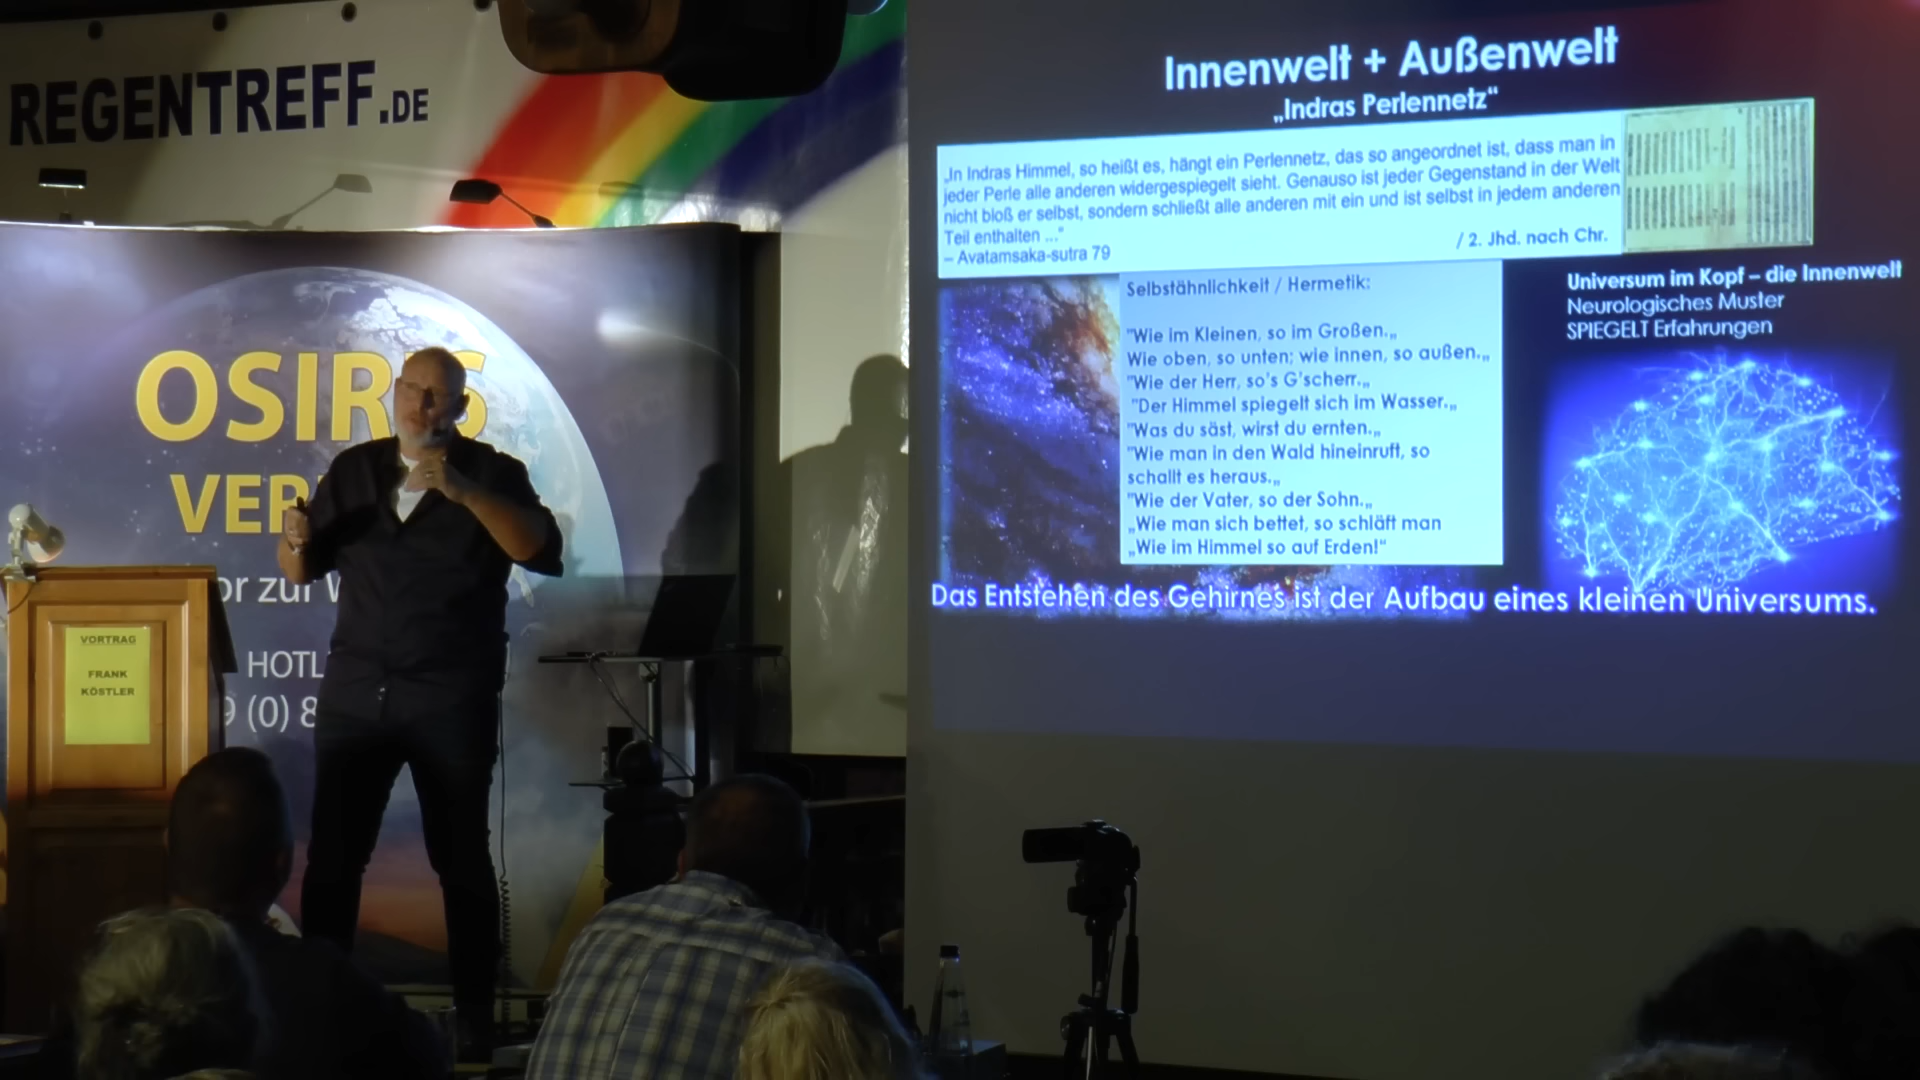 REGENTREFF.DE
OSIRIS
VER
or zur W
HOTL
9 (0) 8
VORTRAG
FRANK
KÖSTLER
Innenwelt + Außenwelt
„Indras Perlennetz“
„In Indras Himmel, so heißt es, hängt ein Perlennetz, das so angeordnet ist, dass man in
jeder Perle alle anderen widergespiegelt sieht. Genauso ist jeder Gegenstand in der Welt
nicht bloß er selbst, sondern schließt alle anderen mit ein und ist selbst in jedem anderen
Teil enthalten ...“
– Avatamsaka-sutra 79
/ 2. Jhd. nach Chr.
Selbstähnlichkeit / Hermetik:
"Wie im Kleinen, so im Großen.„
Wie oben, so unten; wie innen, so außen.„
"Wie der Herr, so's G'scherr.„
"Der Himmel spiegelt sich im Wasser.„
"Was du säst, wirst du ernten.„
"Wie man in den Wald hineinruft, so
schallt es heraus.„
"Wie der Vater, so der Sohn.„
„Wie man sich bettet, so schläft man
„Wie im Himmel so auf Erden!“
Universum im Kopf – die Innenwelt
Neurologisches Muster
SPIEGELT Erfahrungen
Das Entstehen des Gehirnes ist der Aufbau eines kleinen Universums.